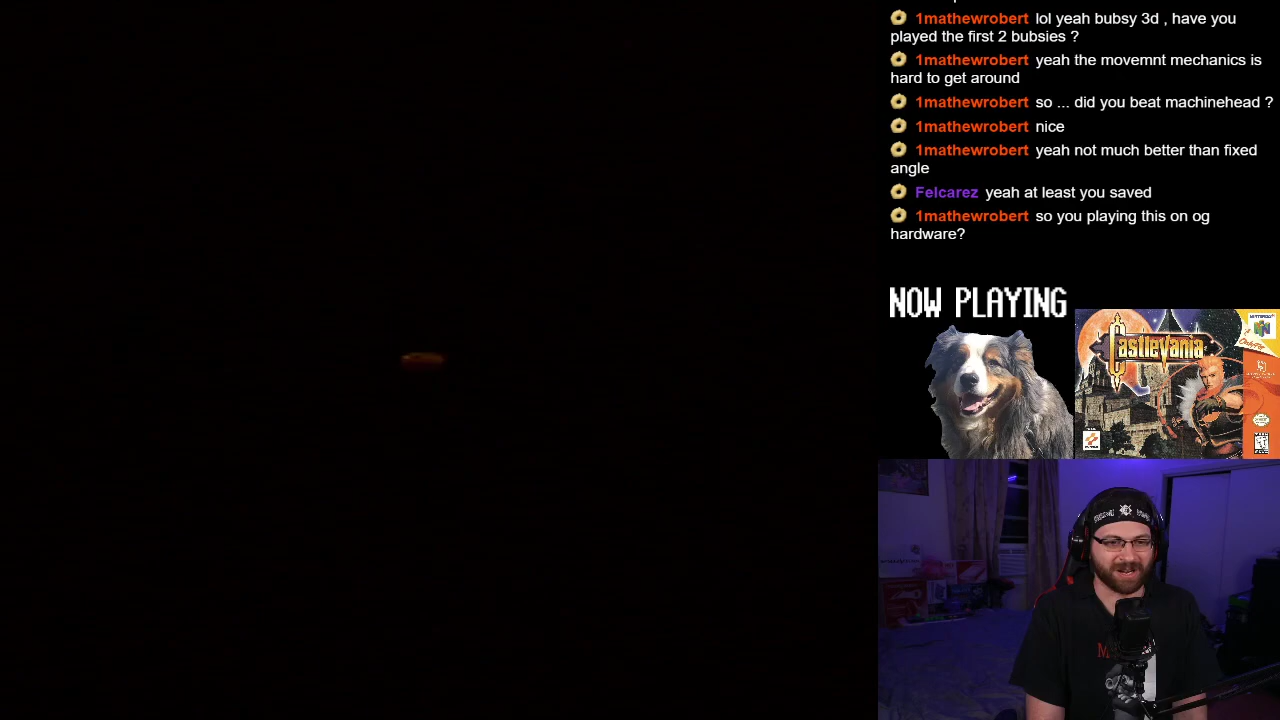 1mathewrobert lol yeah bubsy 3d , have you
played the first 2 bubsies ?
1mathewrobert yeah the movemnt mechanics is
hard to get around
1mathewrobert so ... did you beat machinehead ?
1mathewrobert nice
1mathewrobert yeah not much better than fixed
angle
Felcarez yeah at least you saved
1mathewrobert so you playing this on og
hardware?
NOW PLAYING
Castlevania